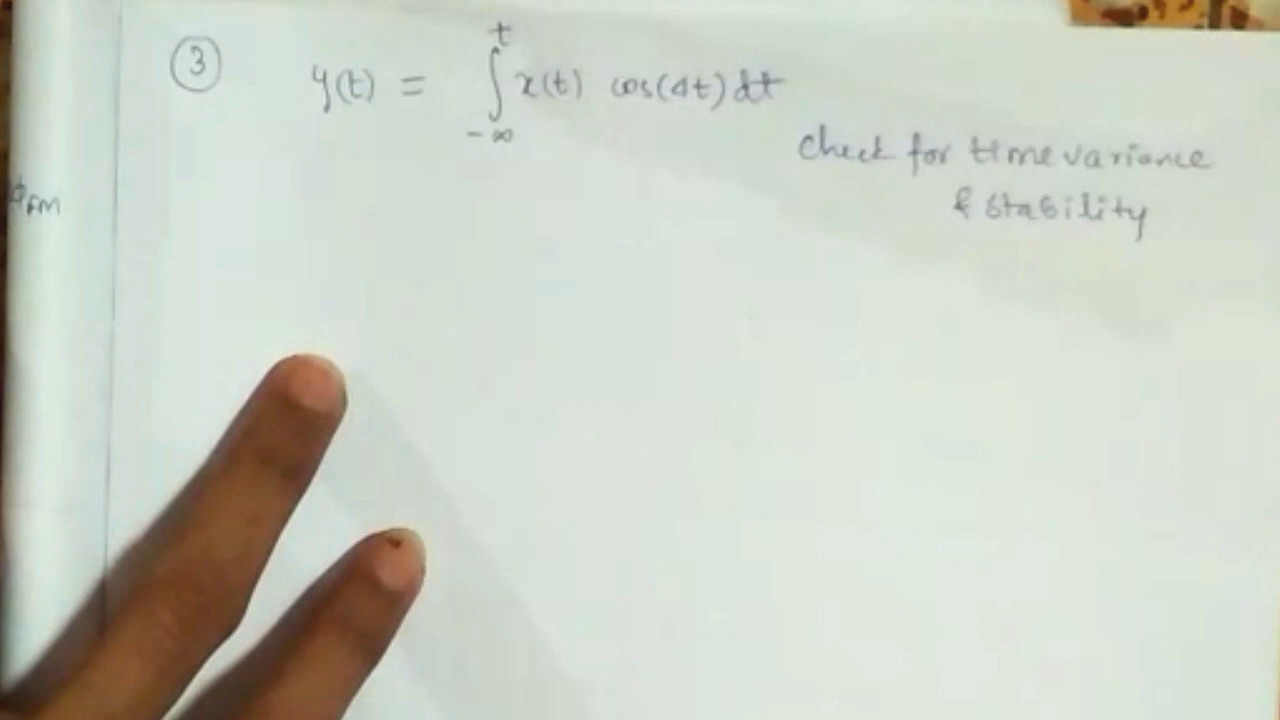 ③ y(t) = ∫_{-∞}^{t} x(t) cos(4t) dt
check for time variance
& stability